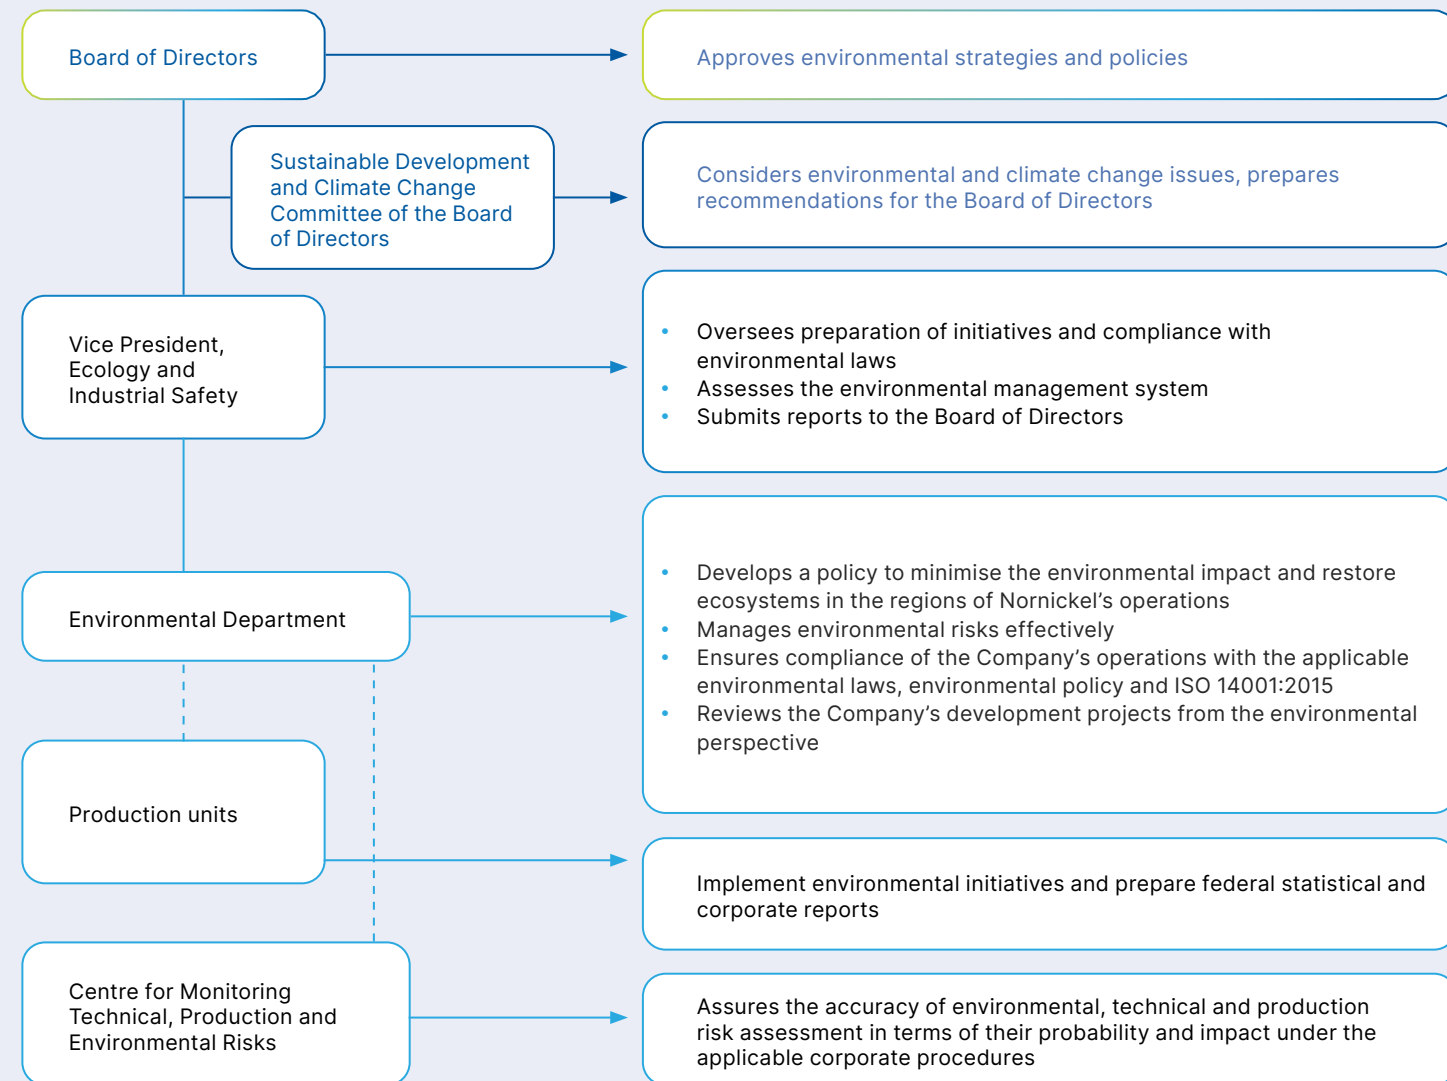 Board of Directors
Approves environmental strategies and policies
Sustainable Development
and Climate Change
Committee of the Board
of Directors
Considers environmental and climate change issues, prepares
recommendations for the Board of Directors
Vice President,
Ecology and
Industrial Safety
• Oversees preparation of initiatives and compliance with
environmental laws
• Assesses the environmental management system
• Submits reports to the Board of Directors
Environmental Department
• Develops a policy to minimise the environmental impact and restore
ecosystems in the regions of Nornickel’s operations
• Manages environmental risks effectively
• Ensures compliance of the Company’s operations with the applicable
environmental laws, environmental policy and ISO 14001:2015
• Reviews the Company’s development projects from the environmental
perspective
Production units
Implement environmental initiatives and prepare federal statistical and
corporate reports
Centre for Monitoring
Technical, Production and
Environmental Risks
Assures the accuracy of environmental, technical and production
risk assessment in terms of their probability and impact under the
applicable corporate procedures